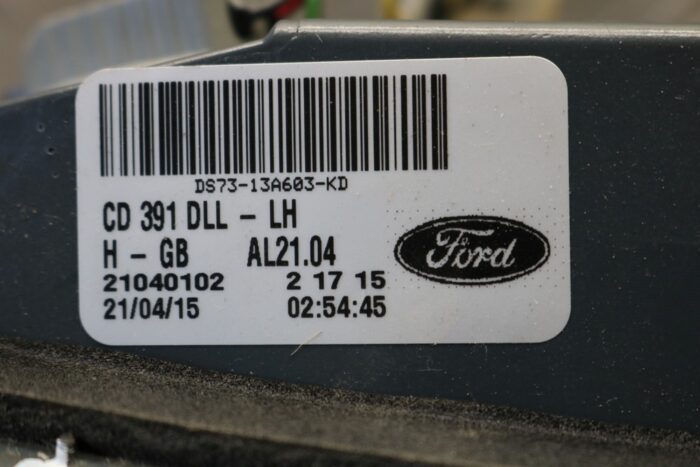 DS73-13A603-KD
CD 391 DLL - LH
H - GB AL21.04
21040102 2 17 15
21/04/15 02:54:45
Ford